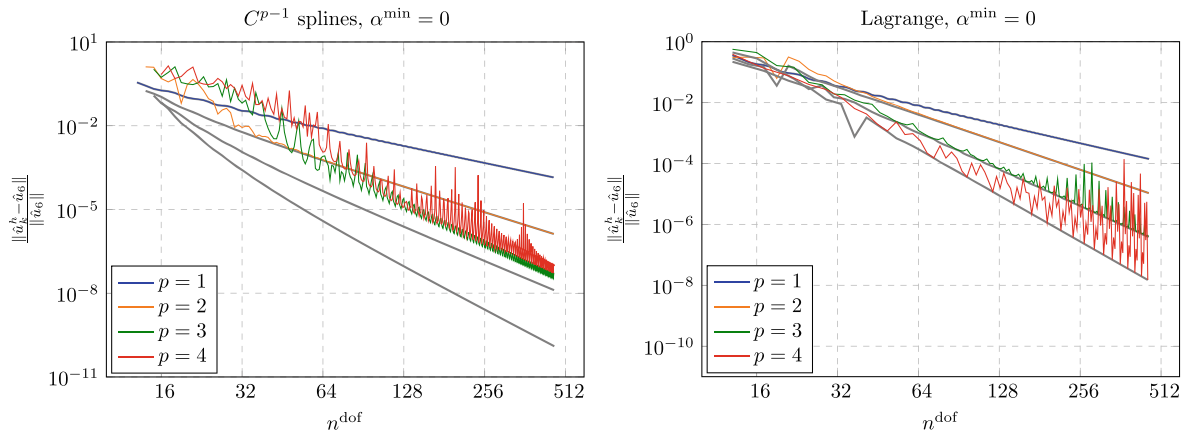 C^{p−1} splines, α^{min} = 0
10^1
10^{−2}
10^{−5}
10^{−8}
10^{−11}
‖û_k^h − û_6‖ / ‖û_6‖
p = 1
p = 2
p = 3
p = 4
16 32 64 128 256 512
n^{dof}
Lagrange, α^{min} = 0
10^0
10^{−2}
10^{−4}
10^{−6}
10^{−8}
10^{−10}
‖û_k^h − û_6‖ / ‖û_6‖
p = 1
p = 2
p = 3
p = 4
16 32 64 128 256 512
n^{dof}